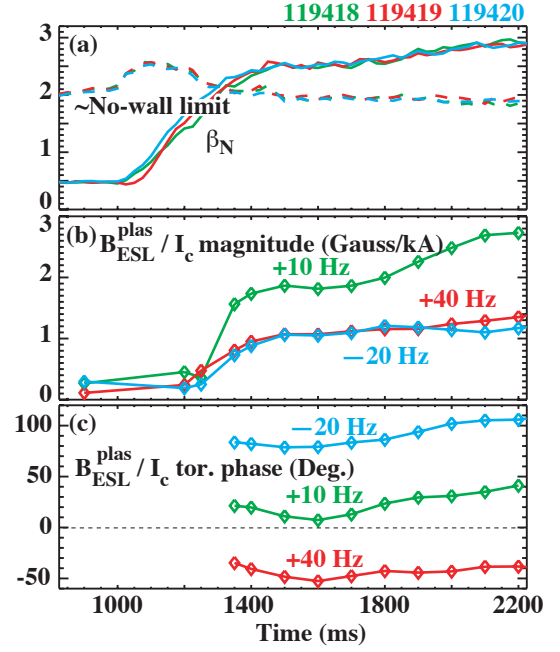 119418 119419 119420
3
(a)
2
~No-wall limit
β_N
1
0
4
(b) B_ESL^plas / I_c magnitude (Gauss/kA)
3
+10 Hz
2
+40 Hz
1
−20 Hz
0
100
(c)
−20 Hz
B_ESL^plas / I_c tor. phase (Deg.)
50
+10 Hz
0
+40 Hz
-50
1000 1400 1800 2200
Time (ms)